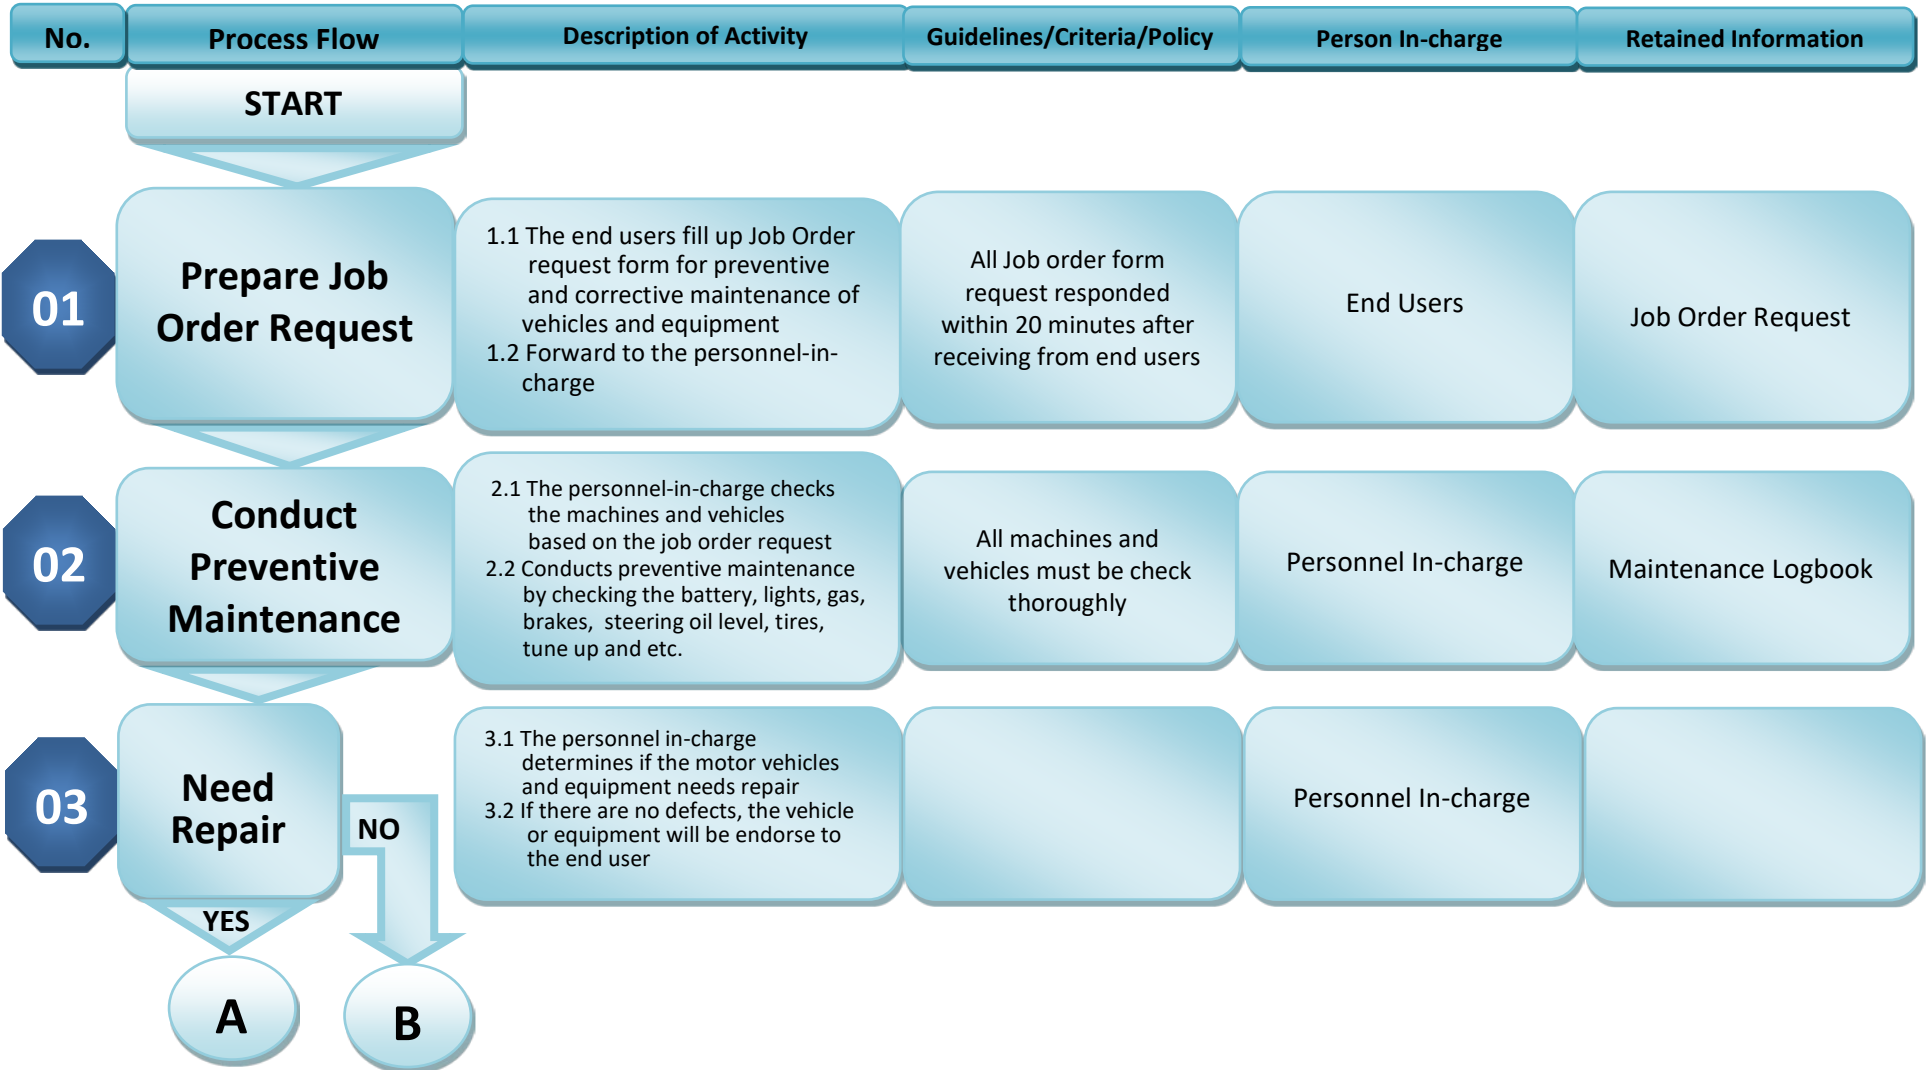 No.
Process Flow
Description of Activity
Guidelines/Criteria/Policy
Person In-charge
Retained Information
START
01
Prepare Job
Order Request
1.1 The end users fill up Job Order
request form for preventive
and corrective maintenance of
vehicles and equipment
1.2 Forward to the personnel-in-
charge
All Job order form
request responded
within 20 minutes after
receiving from end users
End Users
Job Order Request
02
Conduct
Preventive
Maintenance
2.1 The personnel-in-charge checks
the machines and vehicles
based on the job order request
2.2 Conducts preventive maintenance
by checking the battery, lights, gas,
brakes, steering oil level, tires,
tune up and etc.
All machines and
vehicles must be check
thoroughly
Personnel In-charge
Maintenance Logbook
03
Need
Repair
NO
3.1 The personnel in-charge
determines if the motor vehicles
and equipment needs repair
3.2 If there are no defects, the vehicle
or equipment will be endorse to
the end user
Personnel In-charge
YES
A
B